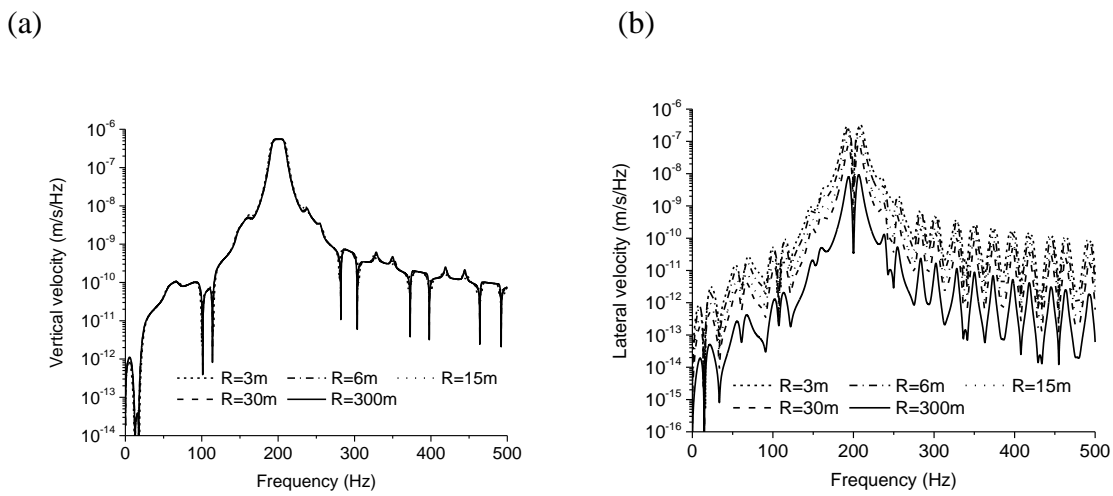 (a)
Vertical velocity (m/s/Hz)
10⁻⁶
10⁻⁷
10⁻⁸
10⁻⁹
10⁻¹⁰
10⁻¹¹
10⁻¹²
10⁻¹³
10⁻¹⁴
R=3m R=6m R=15m
R=30m R=300m
0 100 200 300 400 500
Frequency (Hz)
(b)
Lateral velocity (m/s/Hz)
10⁻⁶
10⁻⁷
10⁻⁸
10⁻⁹
10⁻¹⁰
10⁻¹¹
10⁻¹²
10⁻¹³
10⁻¹⁴
10⁻¹⁵
10⁻¹⁶
R=3m R=6m R=15m
R=30m R=300m
0 100 200 300 400 500
Frequency (Hz)